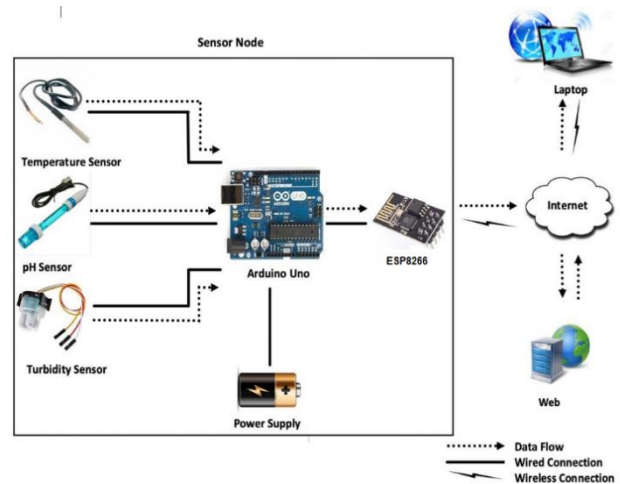 Sensor Node
Temperature Sensor
pH Sensor
Turbidity Sensor
Arduino Uno
ESP8266
Power Supply
Laptop
Internet
Web
Data Flow
Wired Connection
Wireless Connection